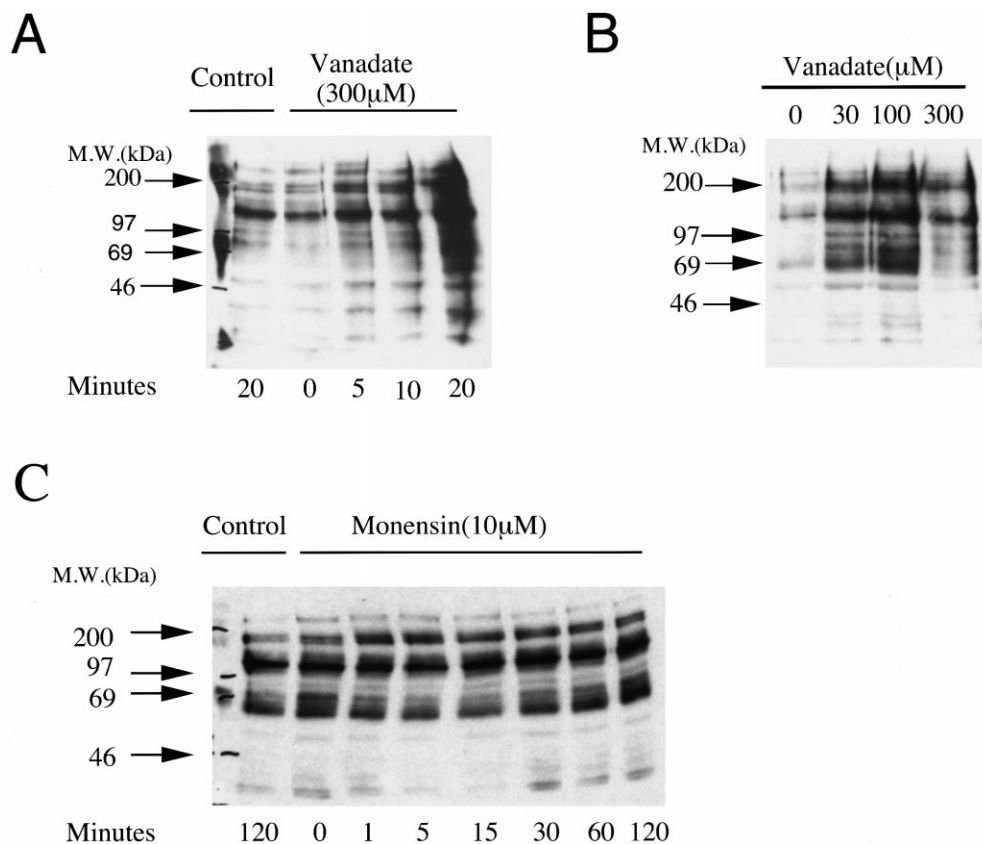 A
Control
Vanadate
(300μM)
M.W.(kDa)
200
97
69
46
Minutes
20 0 5 10 20
B
Vanadate(μM)
0 30 100 300
M.W.(kDa)
200
97
69
46
C
Control Monensin(10μM)
M.W.(kDa)
200
97
69
46
Minutes 120 0 1 5 15 30 60 120